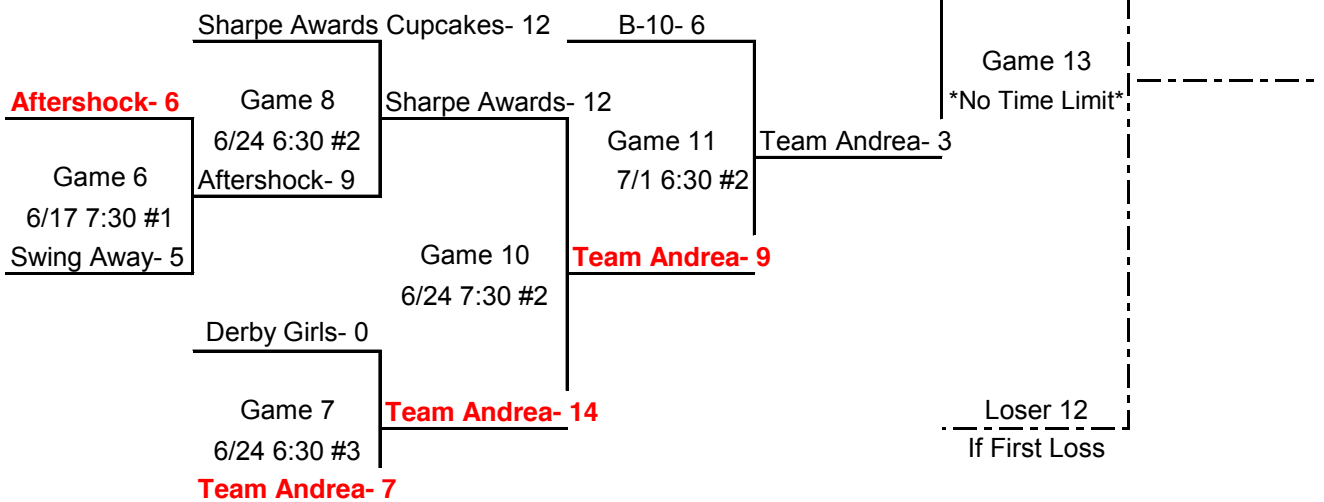 Sharpe Awards Cupcakes- 12
B-10- 6
Game 13
*No Time Limit*
Aftershock- 6
Game 8
6/24 6:30 #2
Sharpe Awards- 12
Game 11
7/1 6:30 #2
Team Andrea- 3
Game 6
6/17 7:30 #1
Aftershock- 9
Swing Away- 5
Game 10
6/24 7:30 #2
Team Andrea- 9
Derby Girls- 0
Game 7
6/24 6:30 #3
Team Andrea- 14
Loser 12
If First Loss
Team Andrea- 7